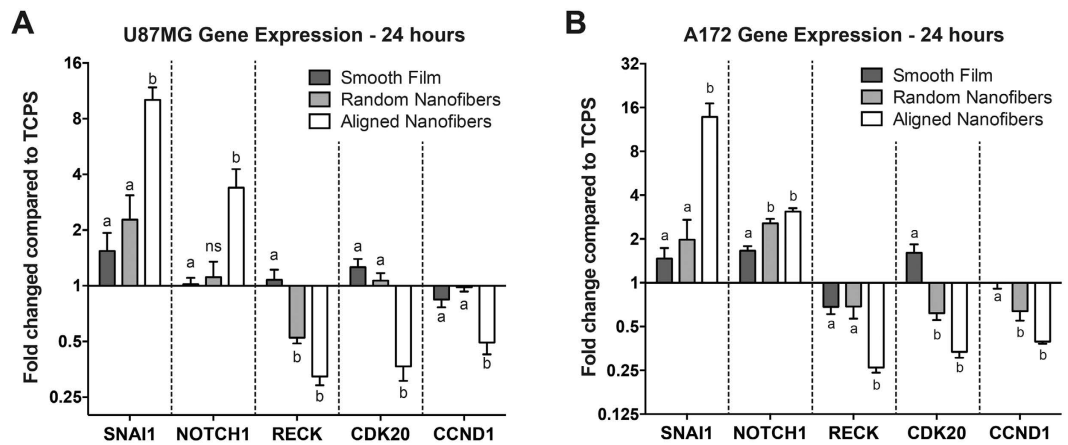 A
U87MG Gene Expression - 24 hours
Fold changed compared to TCPS
16
8
4
2
1
0.5
0.25
Smooth Film
Random Nanofibers
Aligned Nanofibers
a
a
b
a
ns
b
a
b
b
a
a
b
a
a
b
SNAI1 NOTCH1 RECK CDK20 CCND1
B
A172 Gene Expression - 24 hours
Fold change compared to TCPS
32
16
8
4
2
1
0.5
0.25
0.125
Smooth Film
Random Nanofibers
Aligned Nanofibers
a
a
b
a
b
b
a
a
b
a
b
b
a
b
b
SNAI1 NOTCH1 RECK CDK20 CCND1